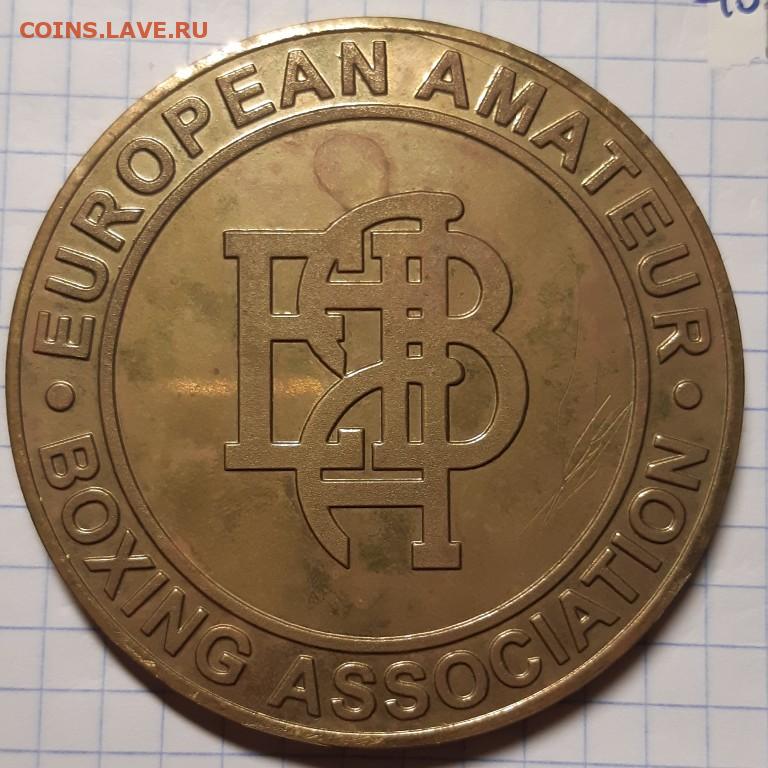 COINS.LAVE.RU
EUROPEAN AMATEUR
• BOXING ASSOCIATION •
EABA